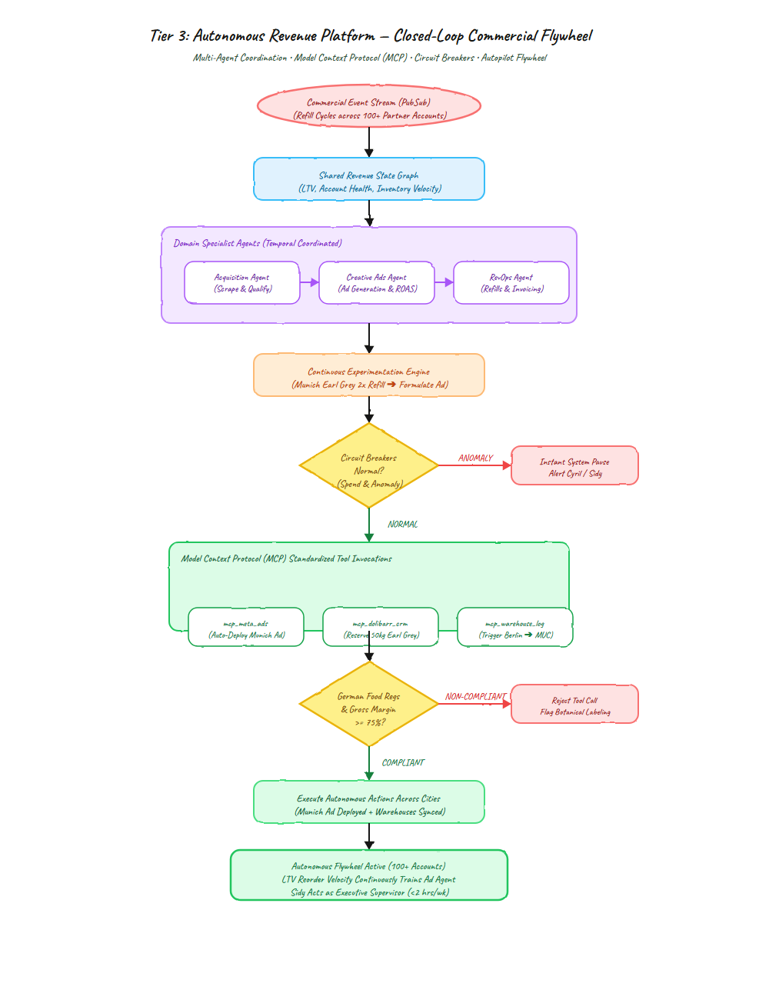 Tier 3: Autonomous Revenue Platform — Closed-Loop Commercial Flywheel
Multi-Agent Coordination • Model Context Protocol (MCP) • Circuit Breakers • Autopilot Flywheel
Commercial Event Stream (PubSub)
(Refill Cycles across 100+ Partner Accounts)
Shared Revenue State Graph
(LTV, Account Health, Inventory Velocity)
Domain Specialist Agents (Temporal Coordinated)
Acquisition Agent
(Scrape & Qualify)
Creative Ads Agent
(Ad Generation & ROAS)
RevOps Agent
(Refills & Invoicing)
Continuous Experimentation Engine
(Munich Earl Grey 2x Refill ➔ Formulate Ad)
Circuit Breakers
Normal?
(Spend & Anomaly)
ANOMALY
Instant System Pause
Alert Cyril / Sidy
NORMAL
Model Context Protocol (MCP) Standardized Tool Invocations
mcp_meta_ads
(Auto-Deploy Munich Ad)
mcp_dolibarr_crm
(Reserve 50kg Earl Grey)
mcp_warehouse_log
(Trigger Berlin ➔ MUC)
German Food Regs
& Gross Margin
>= 75%?
NON-COMPLIANT
Reject Tool Call
Flag Botanical Labeling
COMPLIANT
Execute Autonomous Actions Across Cities
(Munich Ad Deployed + Warehouses Synced)
Autonomous Flywheel Active (100+ Accounts)
LTV Reorder Velocity Continuously Trains Ad Agent
Sidy Acts as Executive Supervisor (<2 hrs/wk)